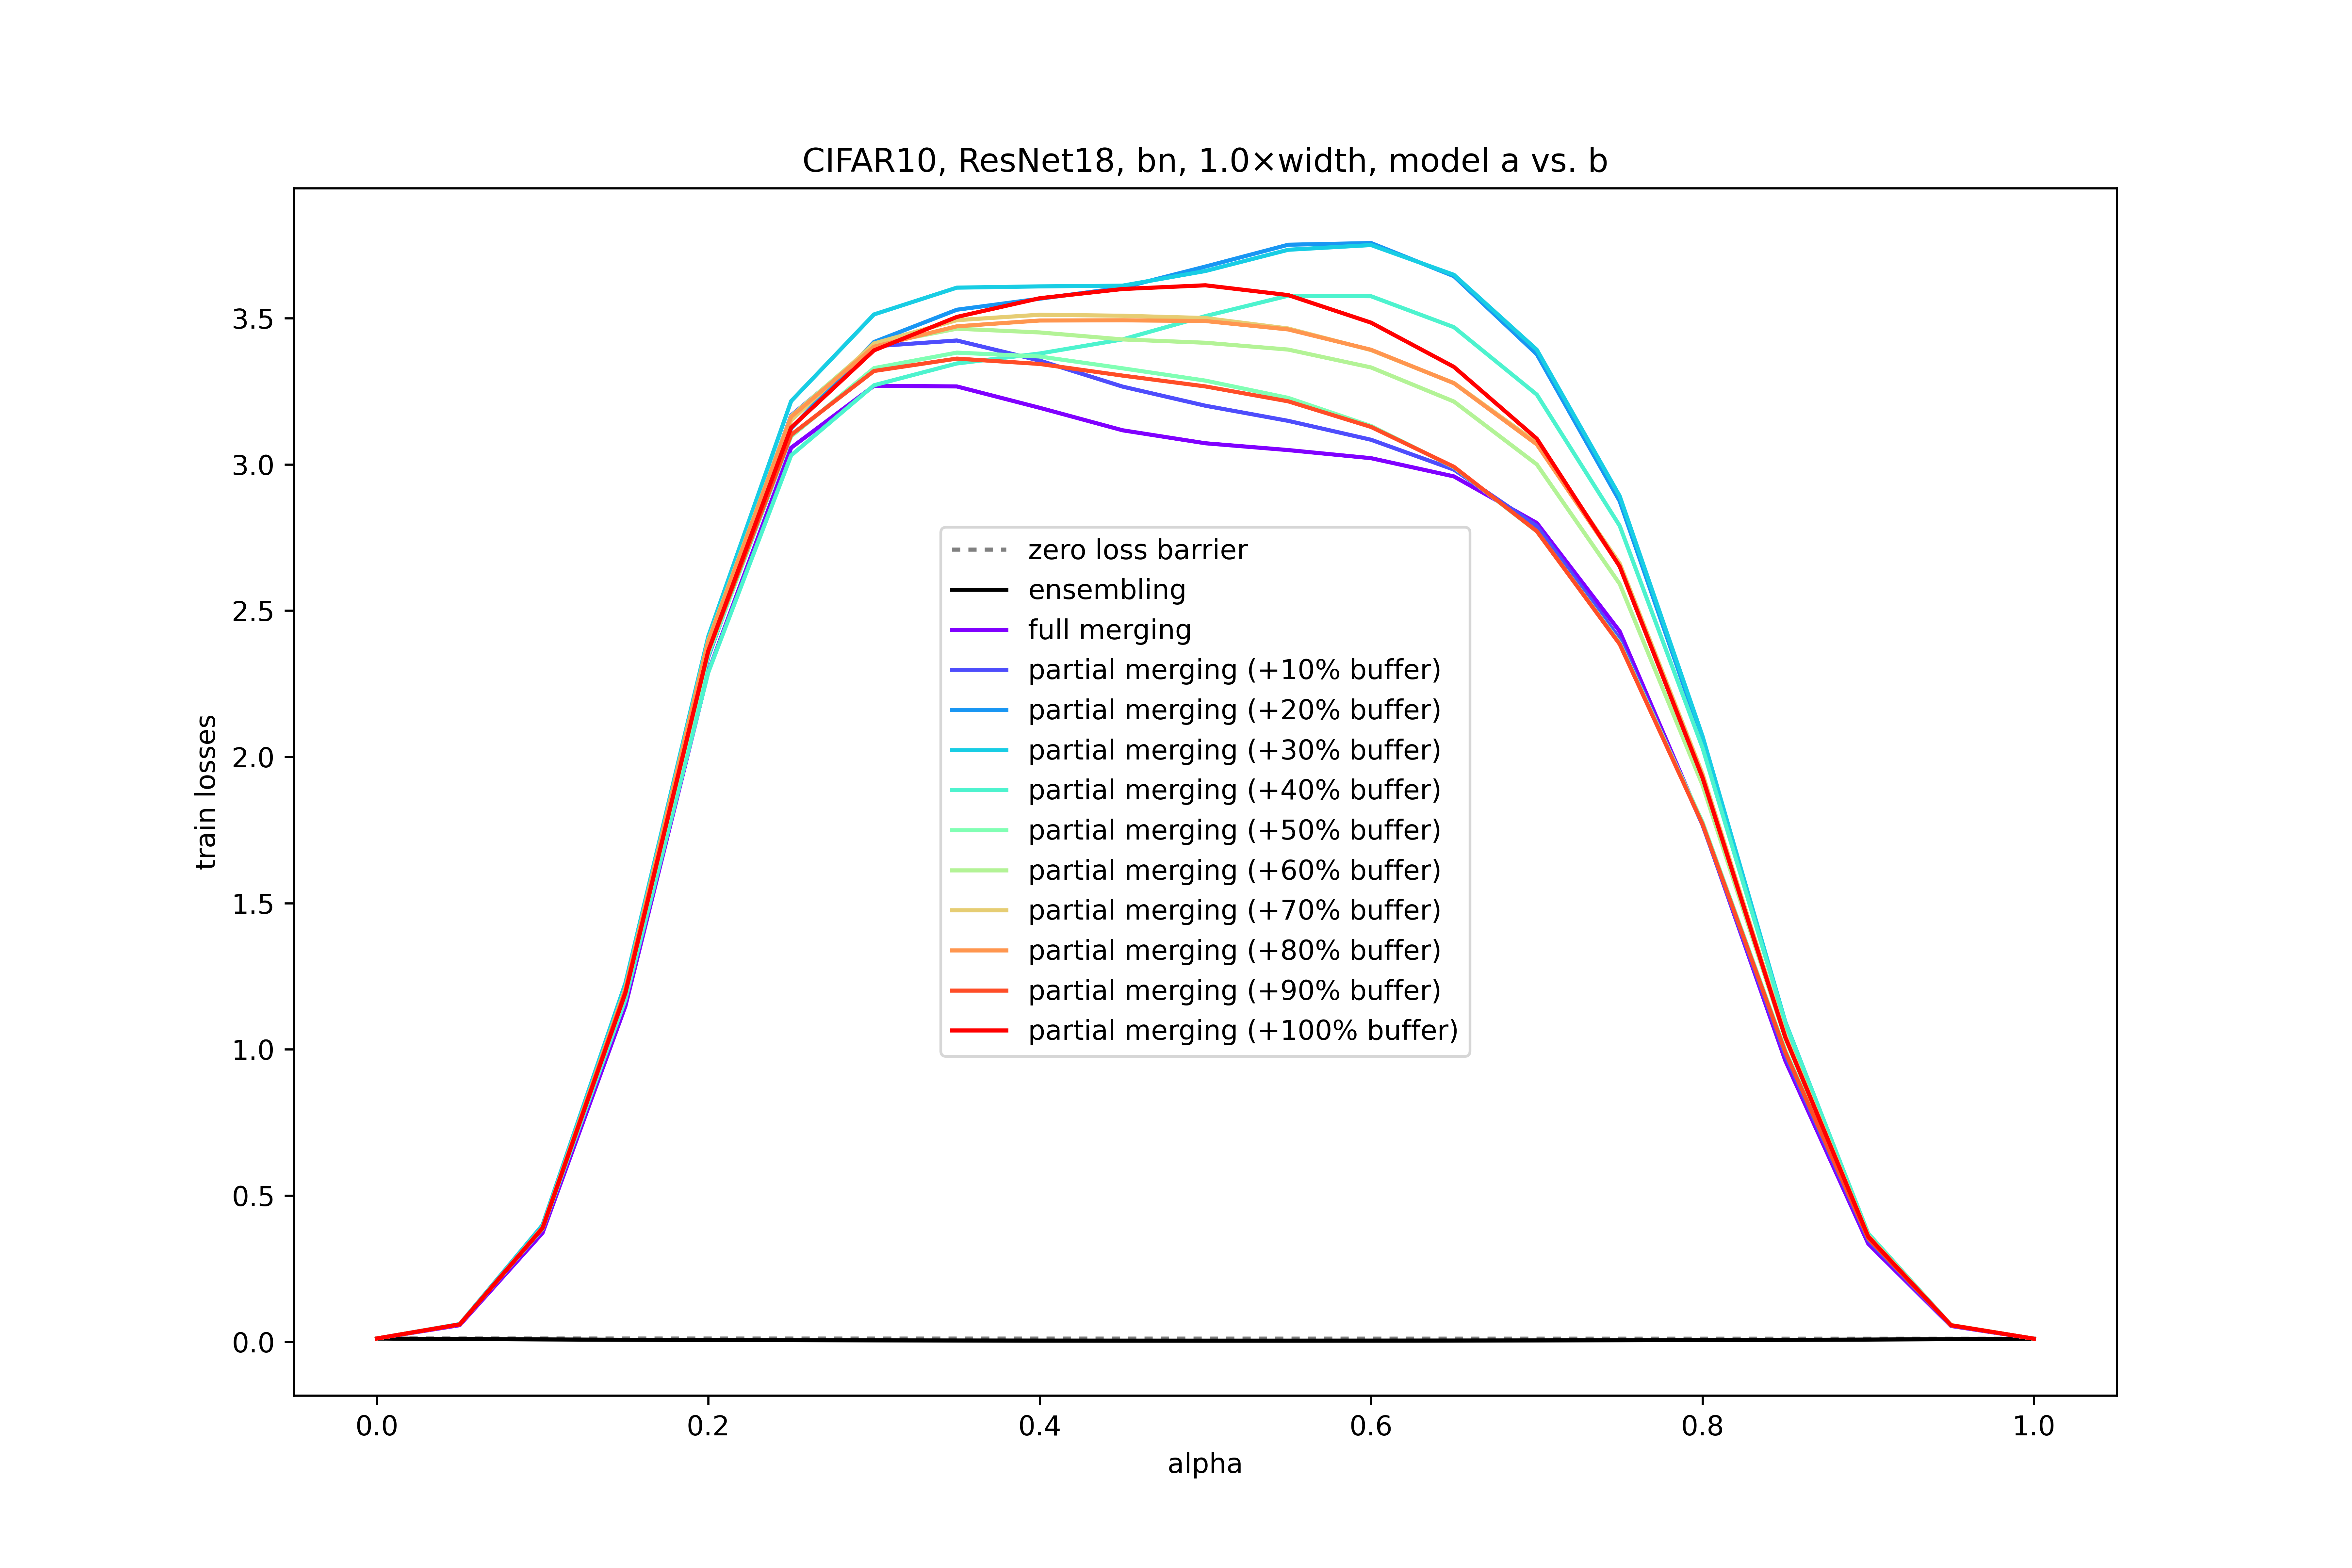 CIFAR10, ResNet18, bn, 1.0×width, model a vs. b
train losses
3.5
3.0
2.5
2.0
1.5
1.0
0.5
0.0
zero loss barrier
ensembling
full merging
partial merging (+10% buffer)
partial merging (+20% buffer)
partial merging (+30% buffer)
partial merging (+40% buffer)
partial merging (+50% buffer)
partial merging (+60% buffer)
partial merging (+70% buffer)
partial merging (+80% buffer)
partial merging (+90% buffer)
partial merging (+100% buffer)
0.0 0.2 0.4 0.6 0.8 1.0
alpha